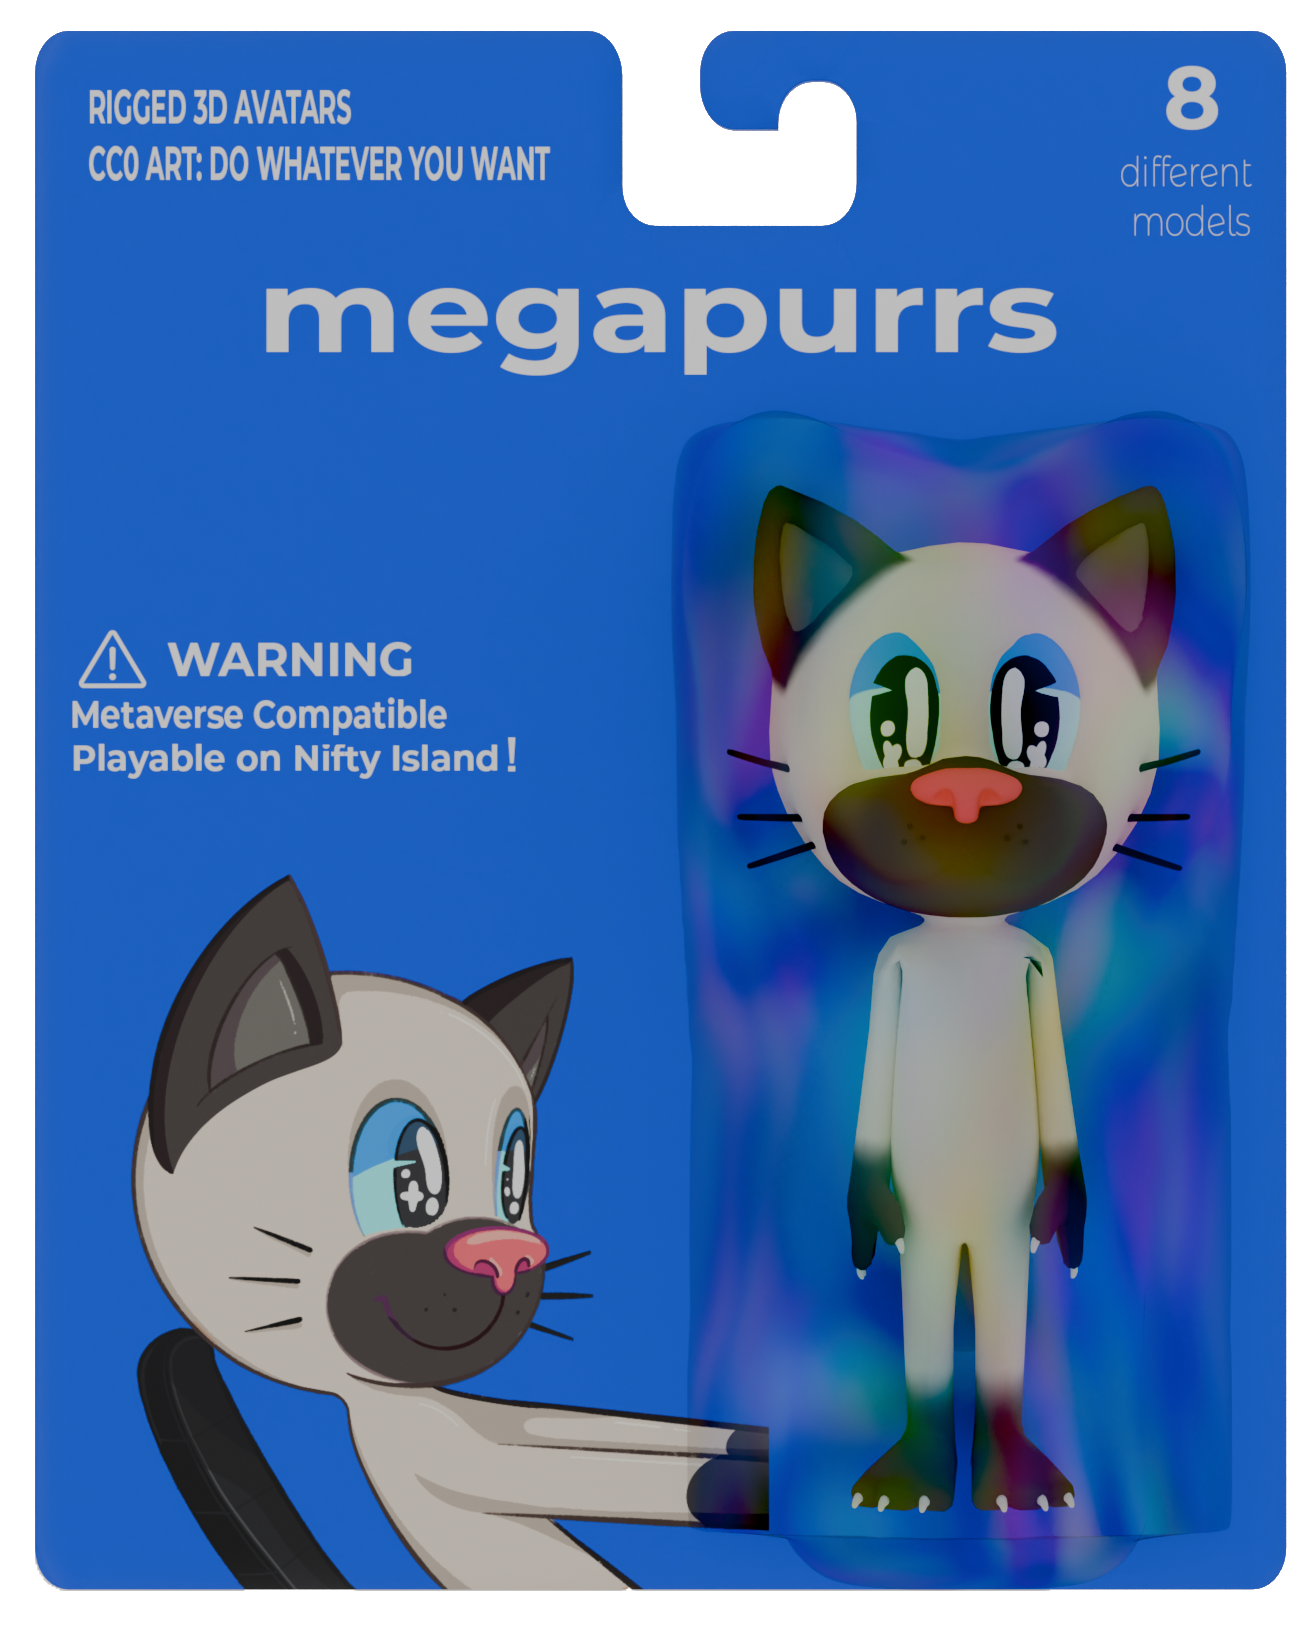 RIGGED 3D AVATARS
CC0 ART: DO WHATEVER YOU WANT
8
different
models
megapurrs
WARNING
Metaverse Compatible
Playable on Nifty Island!